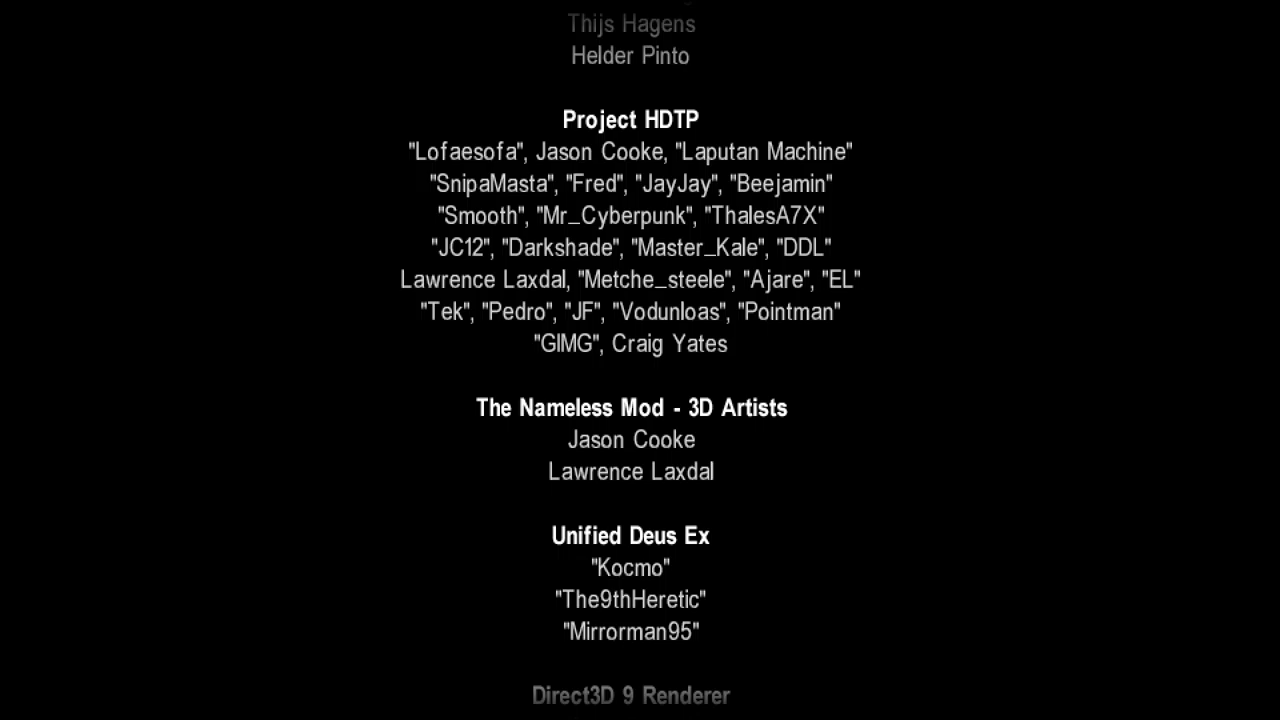 Thijs Hagens
Helder Pinto
Project HDTP
"Lofaesofa", Jason Cooke, "Laputan Machine"
"SnipaMasta", "Fred", "JayJay", "Beejamin"
"Smooth", "Mr_Cyberpunk", "ThalesA7X"
"JC12", "Darkshade", "Master_Kale", "DDL"
Lawrence Laxdal, "Metche_steele", "Ajare", "EL"
"Tek", "Pedro", "JF", "Vodunloas", "Pointman"
"GIMG", Craig Yates
The Nameless Mod - 3D Artists
Jason Cooke
Lawrence Laxdal
Unified Deus Ex
"Kocmo"
"The9thHeretic"
"Mirrorman95"
Direct3D 9 Renderer